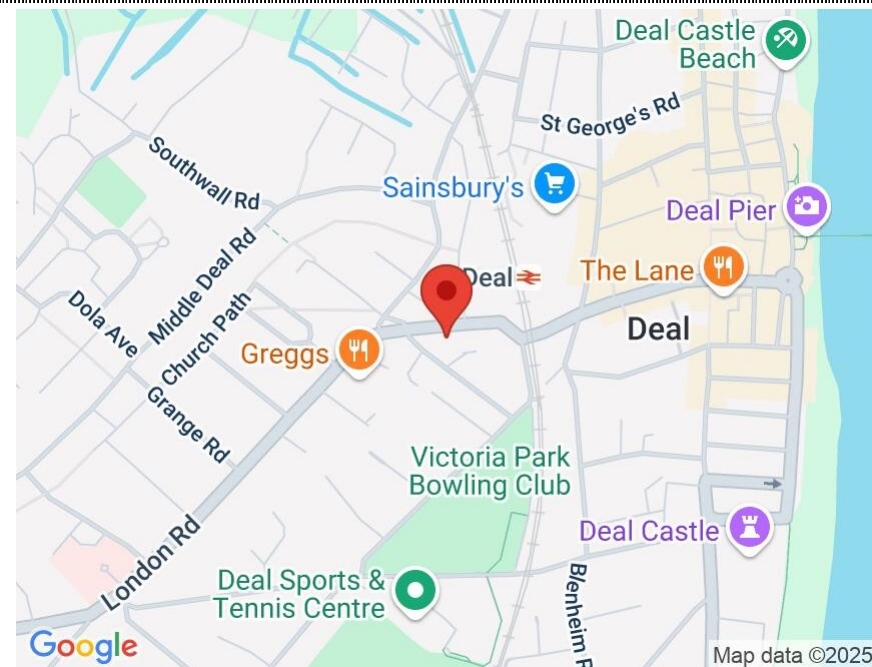 Deal Castle
Beach
St George's Rd
Southwall Rd
Sainsbury's
Deal Pier
Middle Deal Rd
Deal
The Lane
Dola Ave
Church Path
Deal
Greggs
Grange Rd
Victoria Park
Bowling Club
Deal Castle
London Rd
Deal Sports &
Tennis Centre
Blenheim R
Google
Map data ©2025